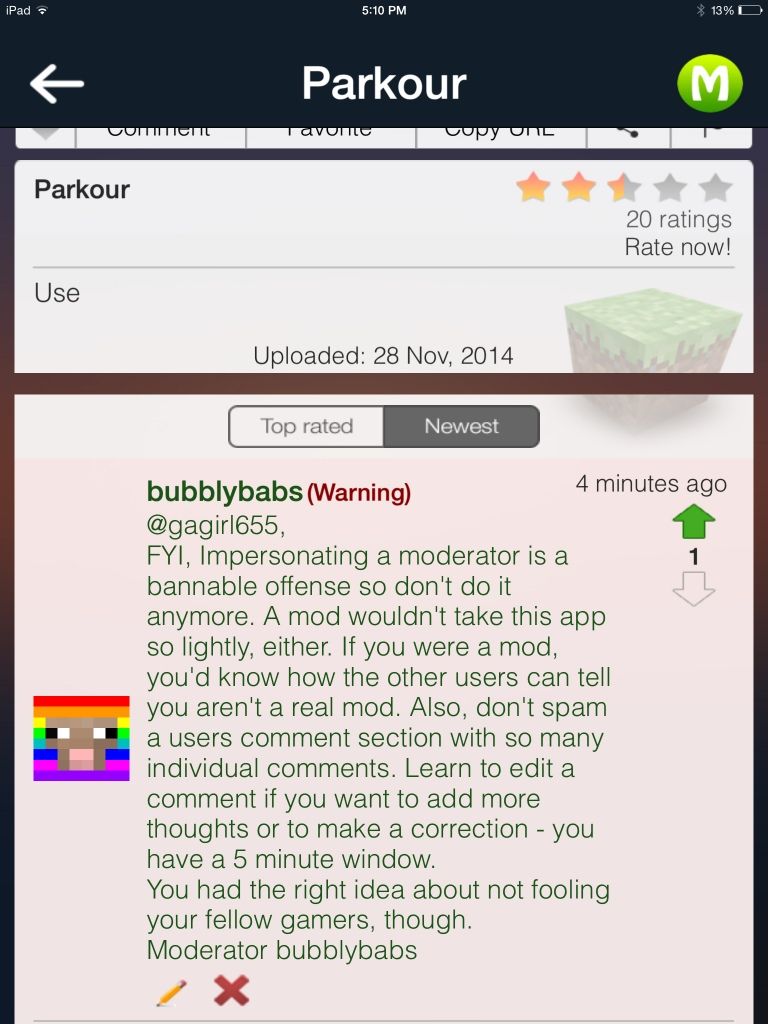 iPad 5:10 PM 13%
Parkour M
Comment Favorite Copy URL
Parkour
20 ratings
Rate now!
Use
Uploaded: 28 Nov, 2014
Top rated Newest
bubblybabs (Warning) 4 minutes ago
@gagirl655,
FYI, Impersonating a moderator is a 1
bannable offense so don't do it
anymore. A mod wouldn't take this app
so lightly, either. If you were a mod,
you'd know how the other users can tell
you aren't a real mod. Also, don't spam
a users comment section with so many
individual comments. Learn to edit a
comment if you want to add more
thoughts or to make a correction - you
have a 5 minute window.
You had the right idea about not fooling
your fellow gamers, though.
Moderator bubblybabs